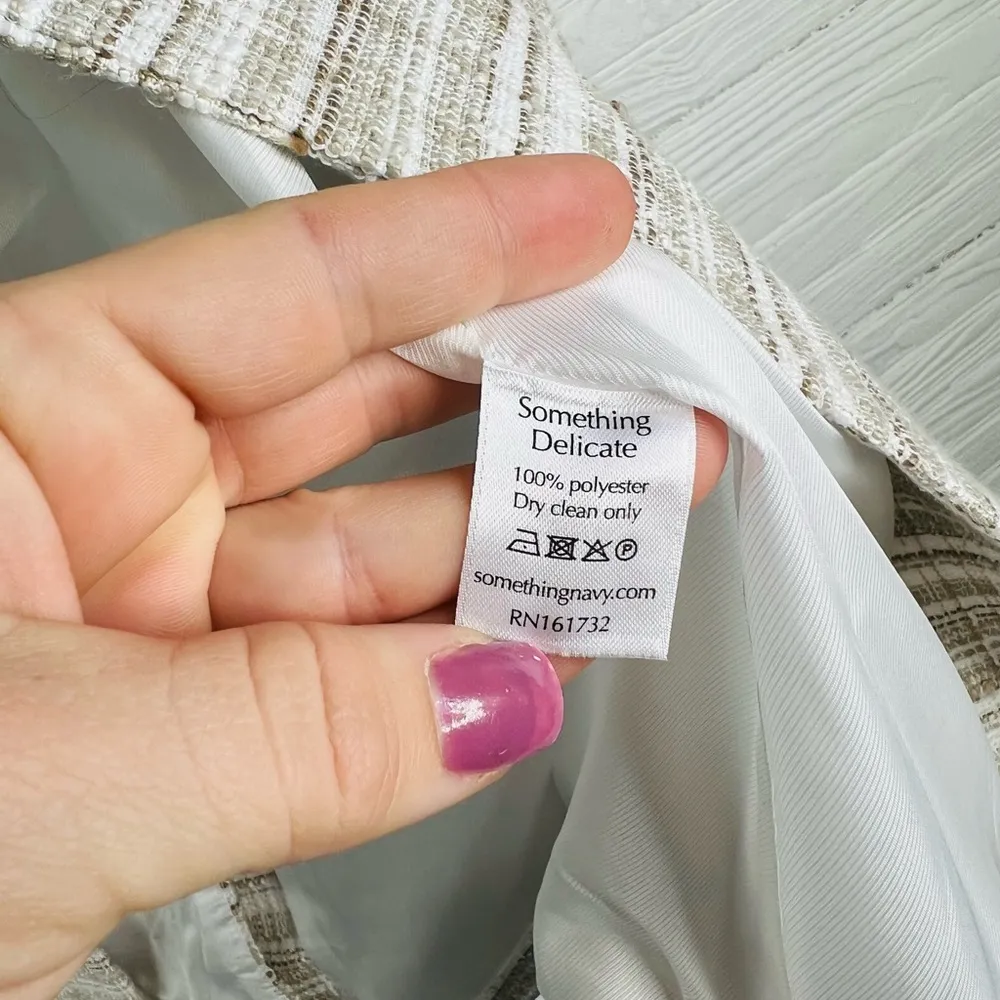 Something
Delicate
100% polyester
Dry clean only
P
somethingnavy.com
RN161732